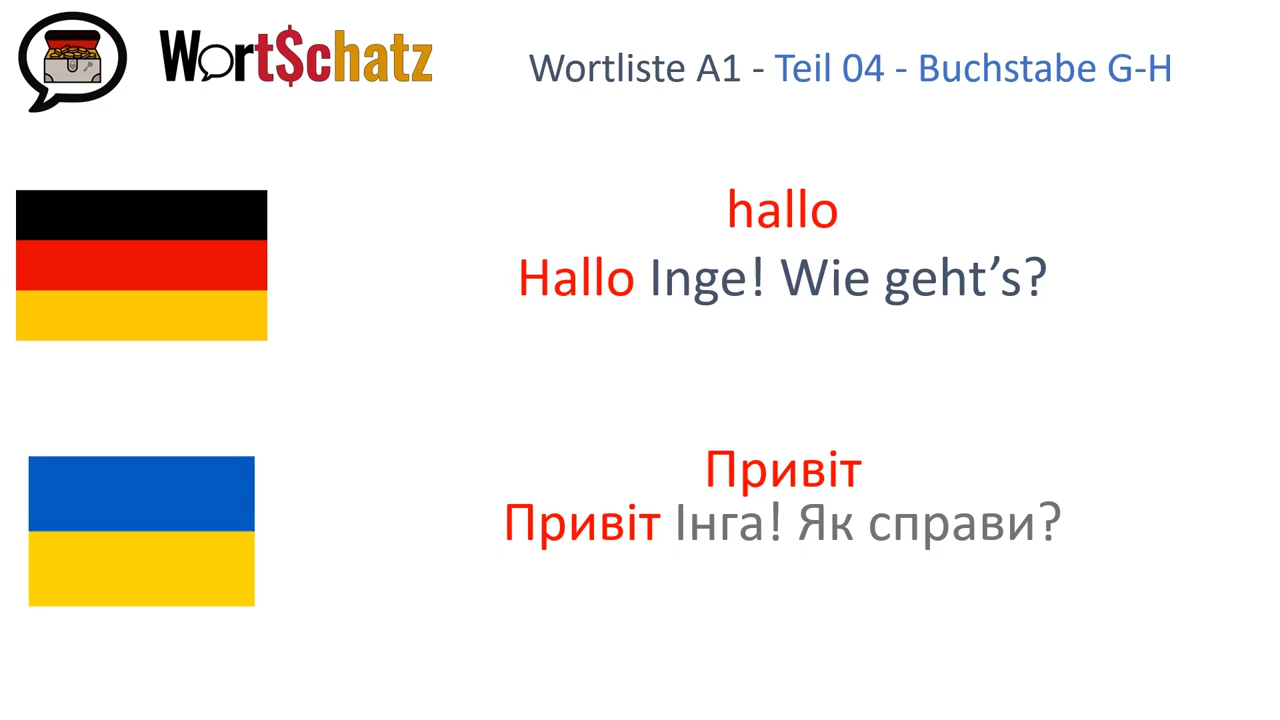 Wort$chatz
Wortliste A1 - Teil 04 - Buchstabe G-H
hallo
Hallo Inge! Wie geht’s?
Привіт
Привіт Інга! Як справи?